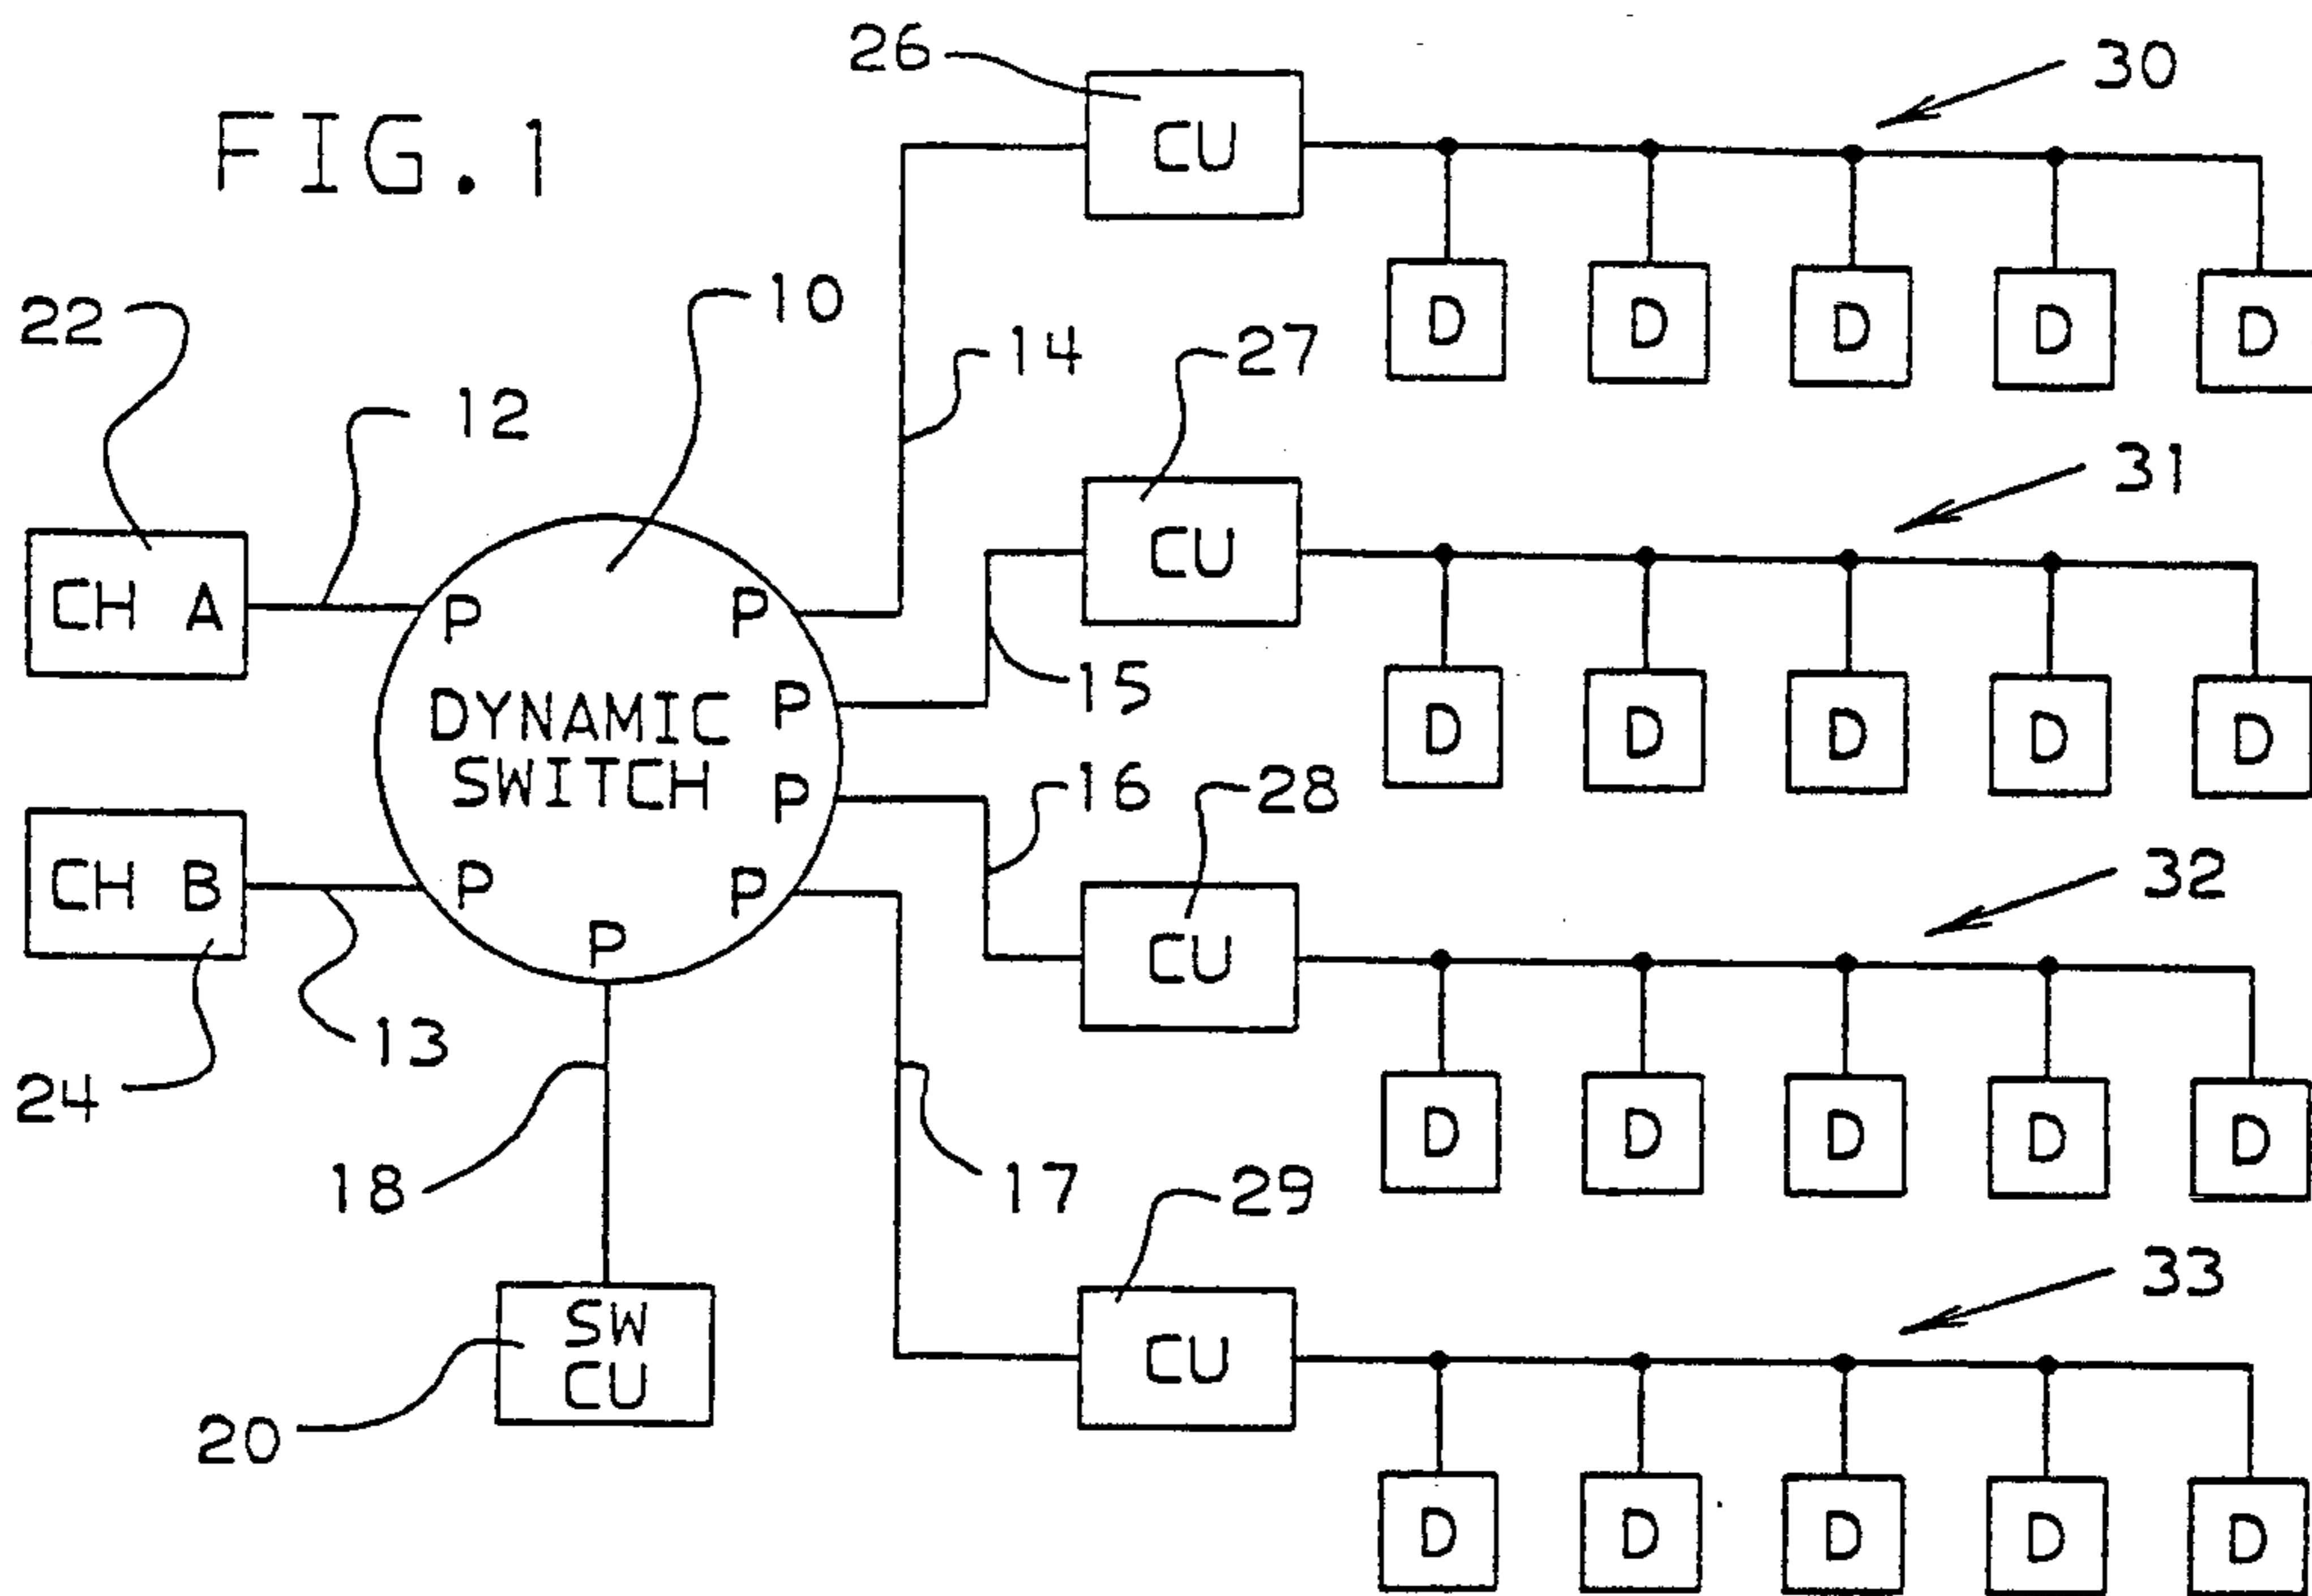 FIG. 1
26
CU
30
D D D D D
22
12
10
14
27
CU
31
D D D D D
CH A
P
P
P
P
P
P
P
DYNAMIC
SWITCH
15
16
28
CU
32
D D D D D
CH B
24
13
18
17
29
CU
33
D D D D D
SW
CU
20